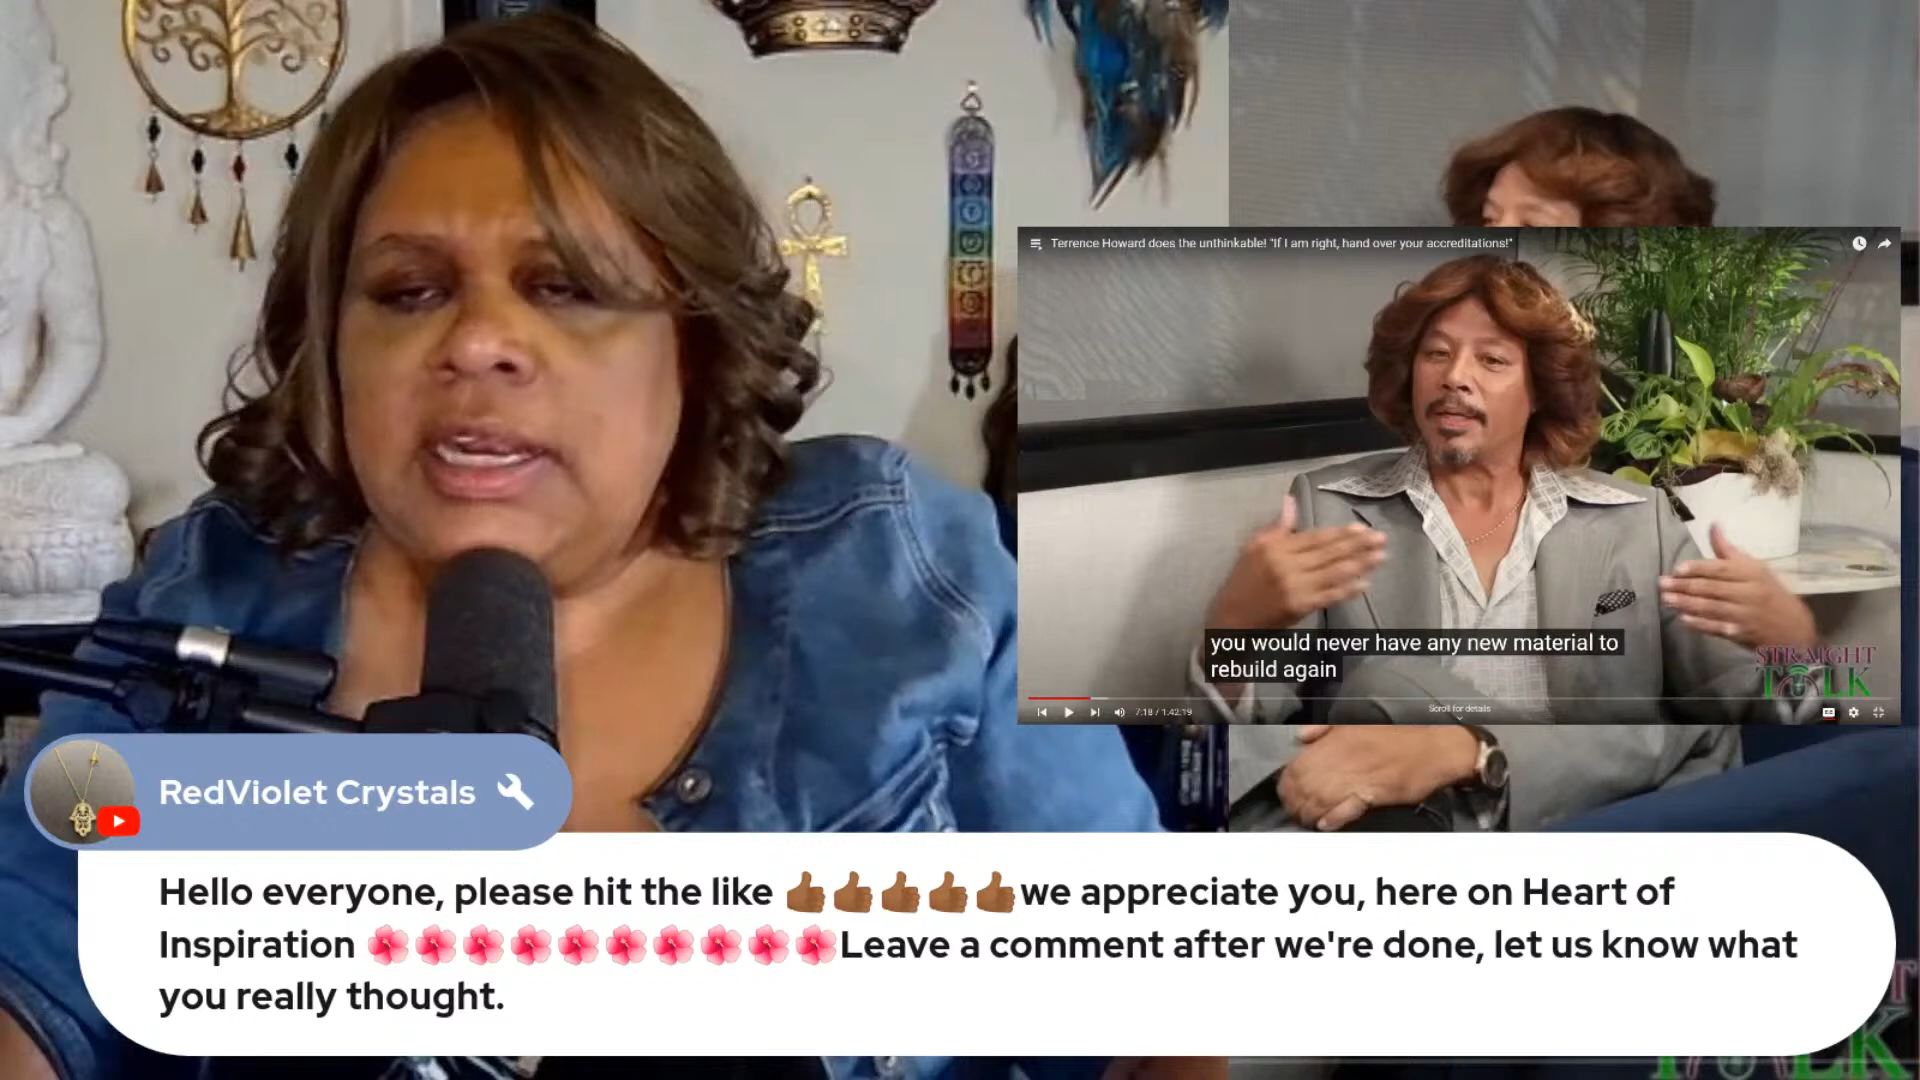 Terrence Howard does the unthinkable! "If I am right, hand over your accreditations!"
you would never have any new material to
rebuild again
STRAIGHT
TALK
7:18 / 1:42:19
Scroll for details
RedViolet Crystals
Hello everyone, please hit the like 👍🏾👍🏾👍🏾👍🏾👍🏾we appreciate you, here on Heart of
Inspiration 🌺🌺🌺🌺🌺🌺🌺🌺🌺🌺Leave a comment after we're done, let us know what
you really thought.